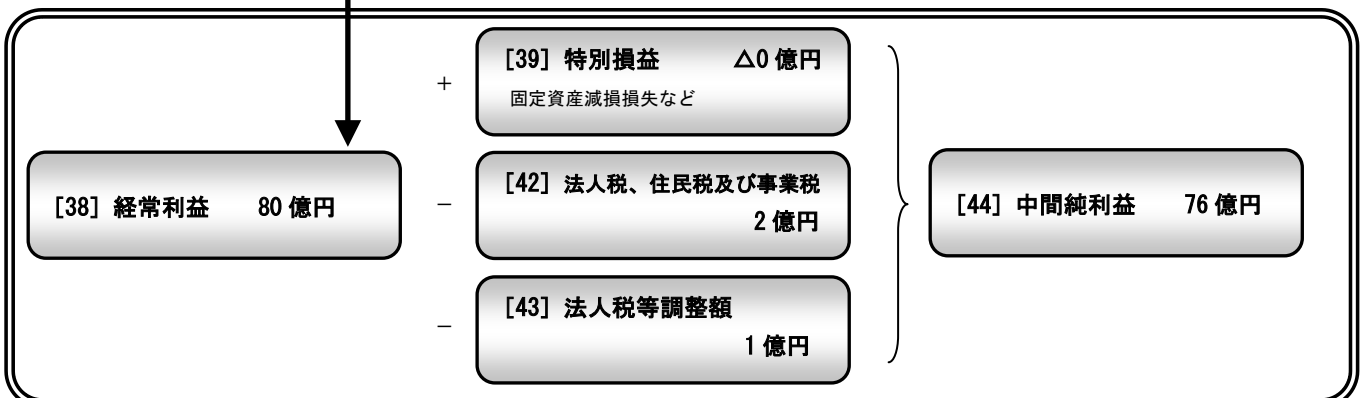 [38] 経常利益 80 億円
+
[39] 特別損益 △0 億円
固定資産減損損失など
−
[42] 法人税、住民税及び事業税
2 億円
−
[43] 法人税等調整額
1 億円
[44] 中間純利益 76 億円